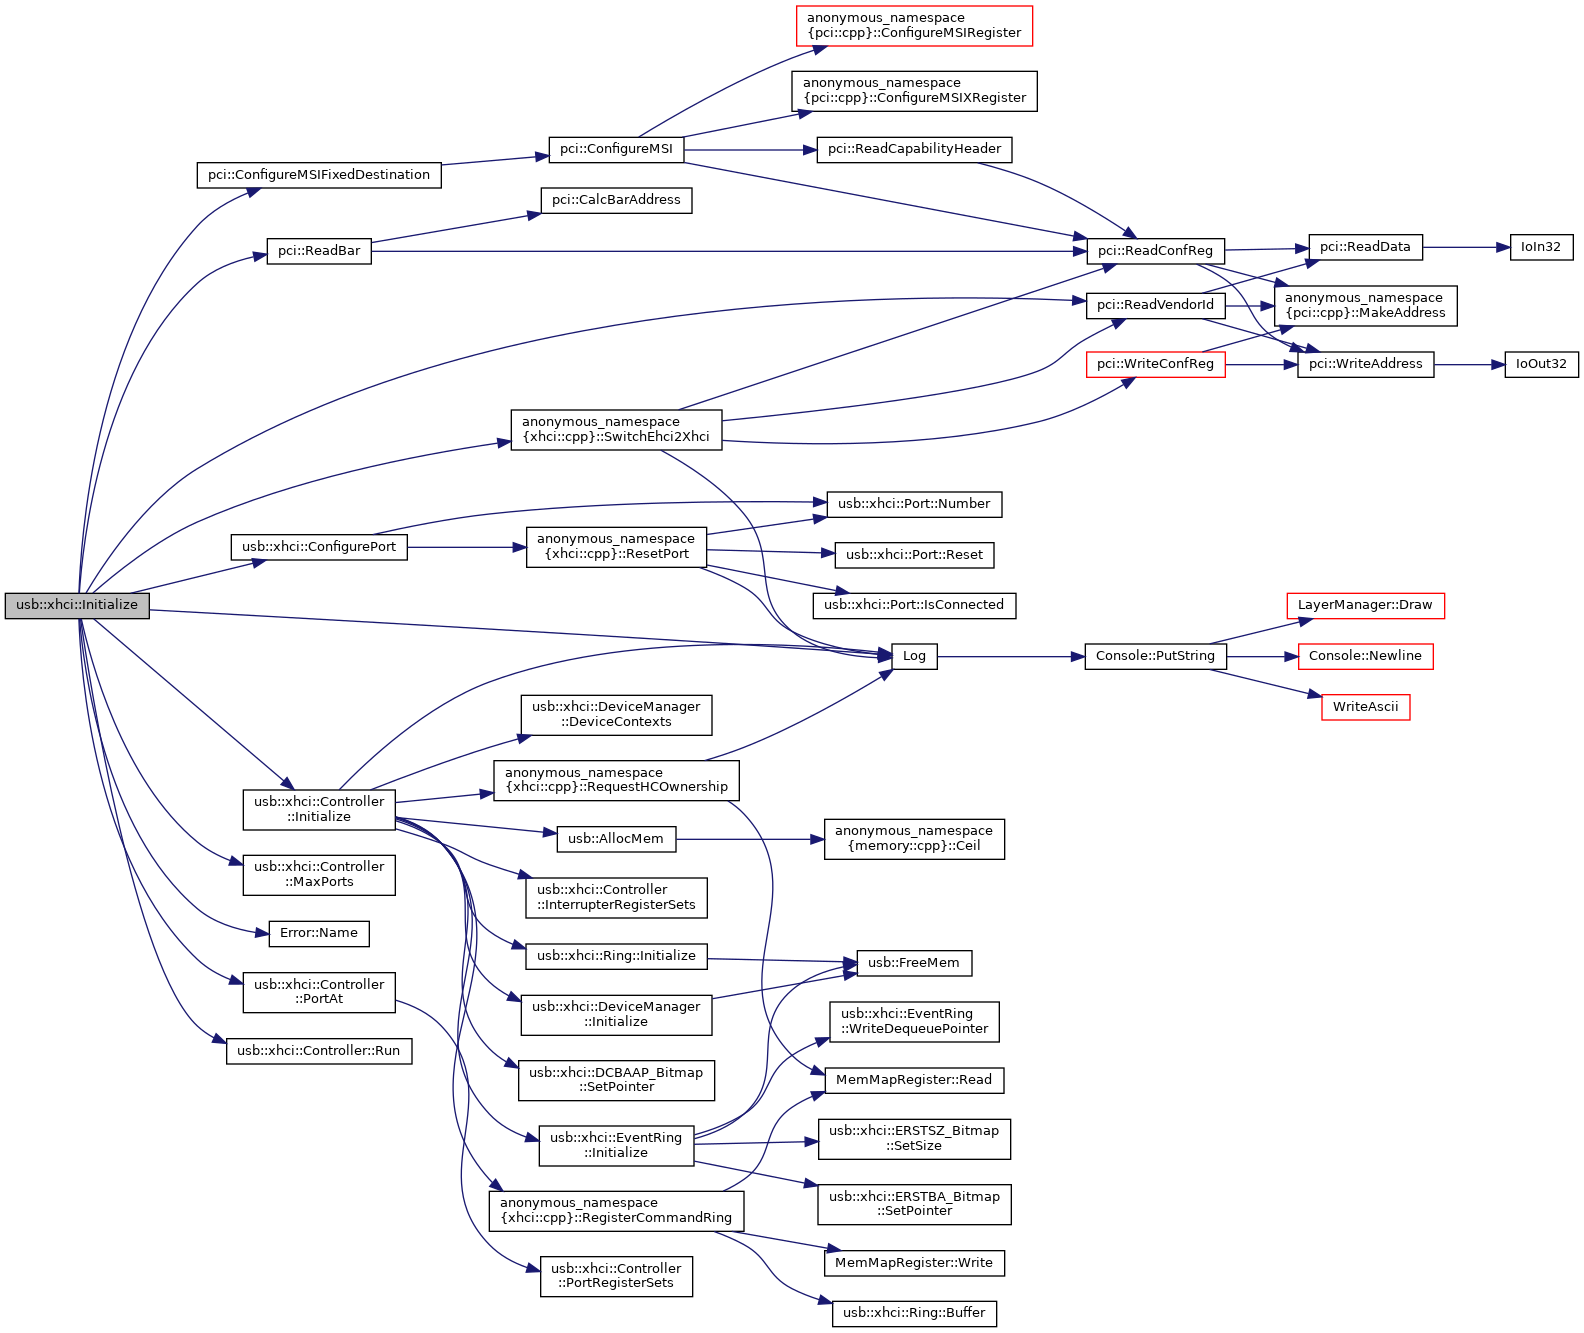 anonymous_namespace
{pci::cpp}::ConfigureMSIRegister
anonymous_namespace
{pci::cpp}::ConfigureMSIXRegister
pci::ConfigureMSI
pci::ReadCapabilityHeader
pci::ConfigureMSIFixedDestination
pci::CalcBarAddress
pci::ReadBar
pci::ReadConfReg
pci::ReadData
IoIn32
pci::ReadVendorId
anonymous_namespace
{pci::cpp}::MakeAddress
pci::WriteConfReg
pci::WriteAddress
IoOut32
anonymous_namespace
{xhci::cpp}::SwitchEhci2Xhci
usb::xhci::Port::Number
usb::xhci::ConfigurePort
anonymous_namespace
{xhci::cpp}::ResetPort
usb::xhci::Port::Reset
usb::xhci::Initialize
usb::xhci::Port::IsConnected
LayerManager::Draw
Log
Console::PutString
Console::Newline
WriteAscii
usb::xhci::DeviceManager
::DeviceContexts
anonymous_namespace
{xhci::cpp}::RequestHCOwnership
usb::xhci::Controller
::Initialize
usb::AllocMem
anonymous_namespace
{memory::cpp}::Ceil
usb::xhci::Controller
::MaxPorts
usb::xhci::Controller
::InterrupterRegisterSets
Error::Name
usb::xhci::Ring::Initialize
usb::FreeMem
usb::xhci::Controller
::PortAt
usb::xhci::DeviceManager
::Initialize
usb::xhci::EventRing
::WriteDequeuePointer
usb::xhci::Controller::Run
usb::xhci::DCBAAP_Bitmap
::SetPointer
MemMapRegister::Read
usb::xhci::EventRing
::Initialize
usb::xhci::ERSTSZ_Bitmap
::SetSize
anonymous_namespace
{xhci::cpp}::RegisterCommandRing
usb::xhci::ERSTBA_Bitmap
::SetPointer
usb::xhci::Controller
::PortRegisterSets
MemMapRegister::Write
usb::xhci::Ring::Buffer